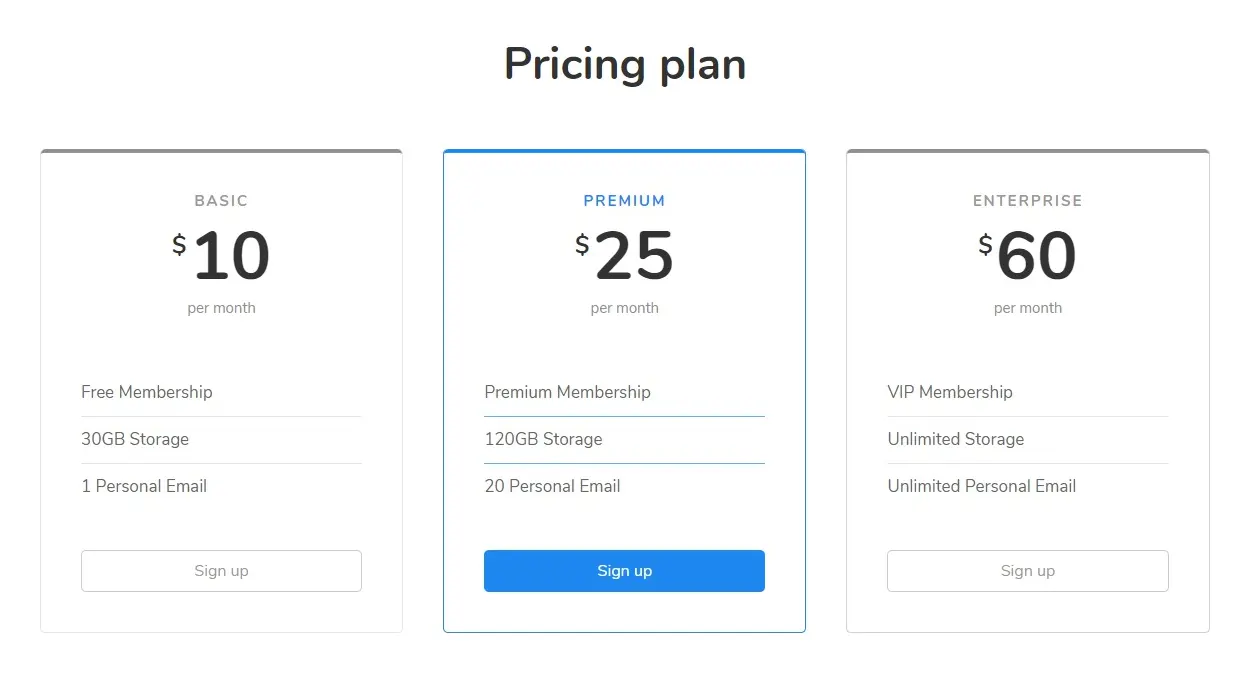 Pricing plan
BASIC
$10
per month
Free Membership
30GB Storage
1 Personal Email
Sign up
PREMIUM
$25
per month
Premium Membership
120GB Storage
20 Personal Email
Sign up
ENTERPRISE
$60
per month
VIP Membership
Unlimited Storage
Unlimited Personal Email
Sign up